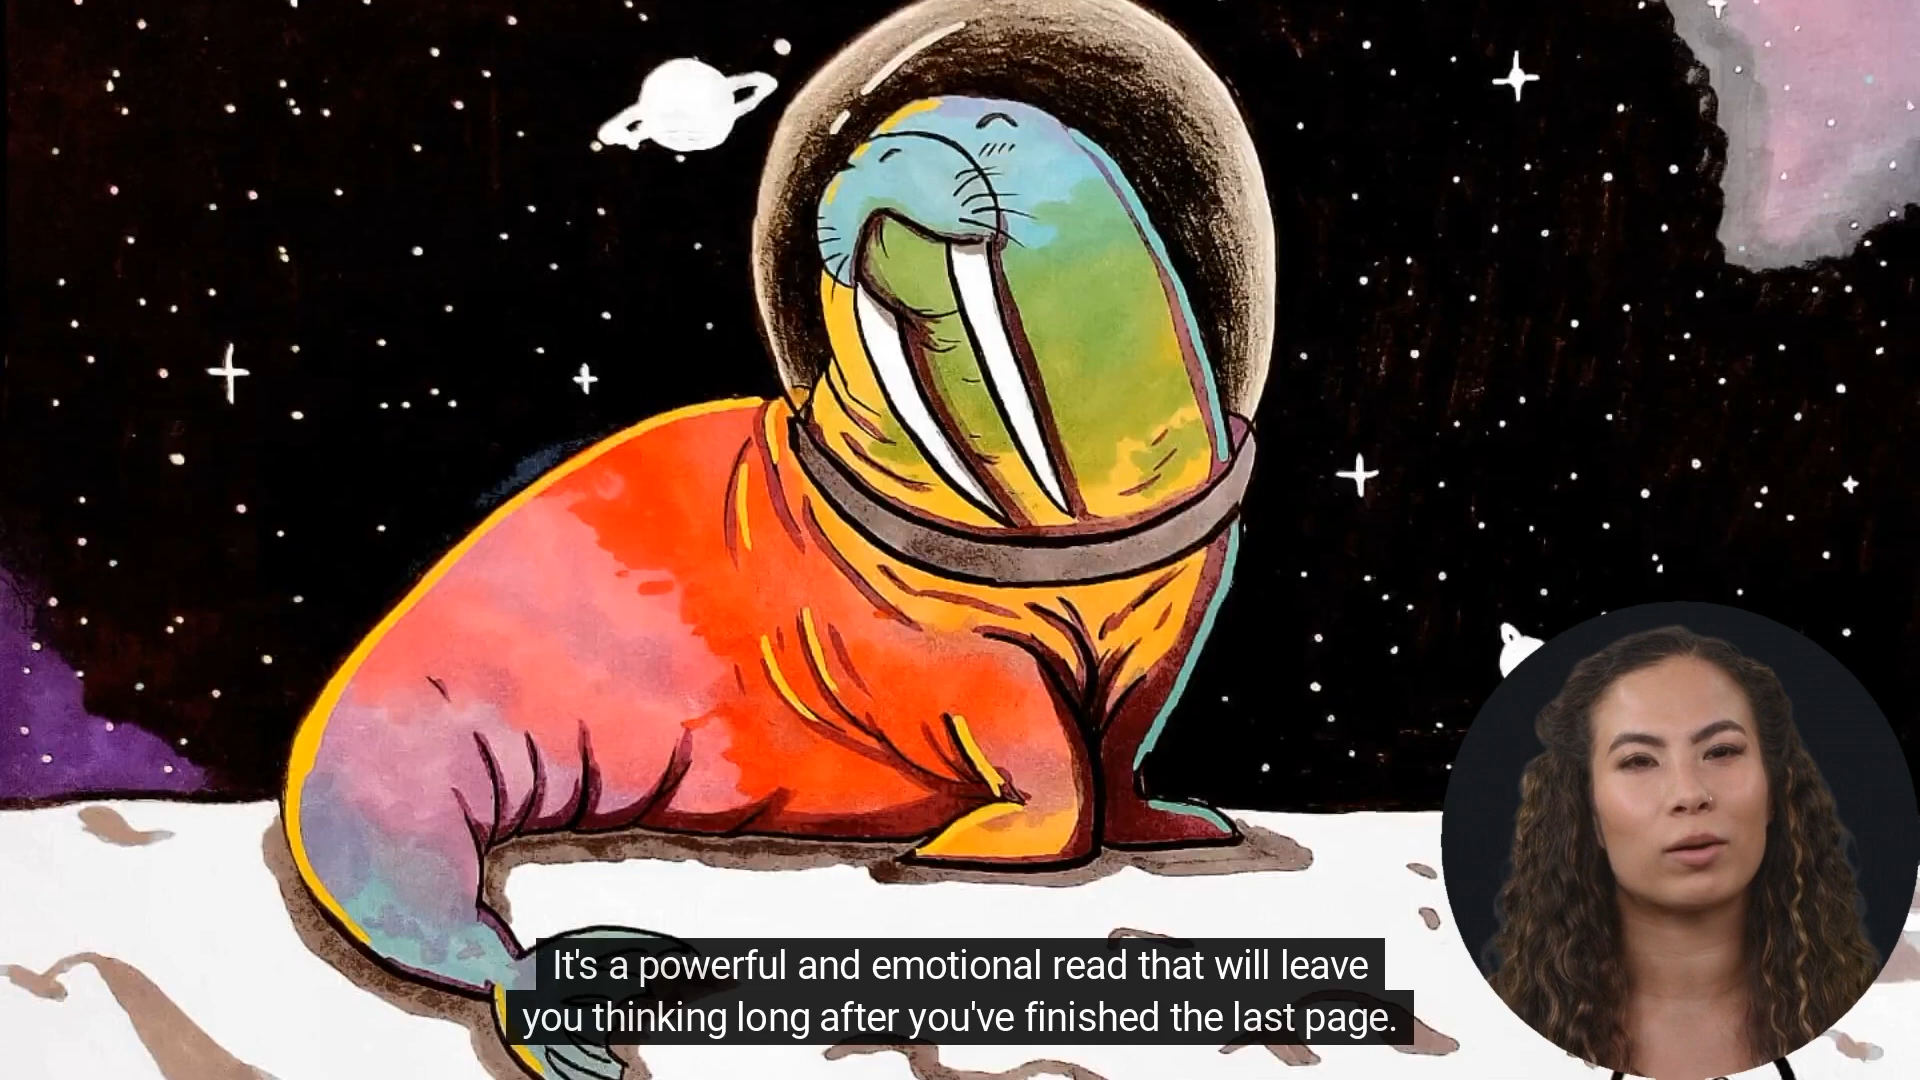 It's a powerful and emotional read that will leave
you thinking long after you've finished the last page.